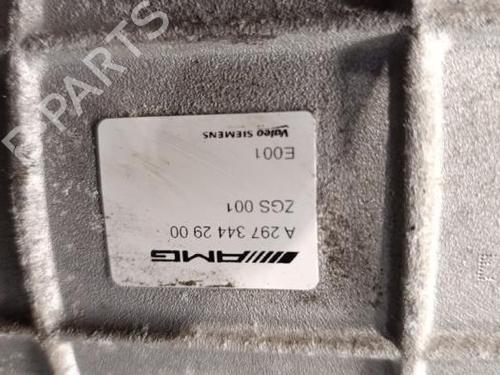 AMG
A 297 344 29 00
ZGS 001
E001
Valeo SIEMENS
B-PARTS